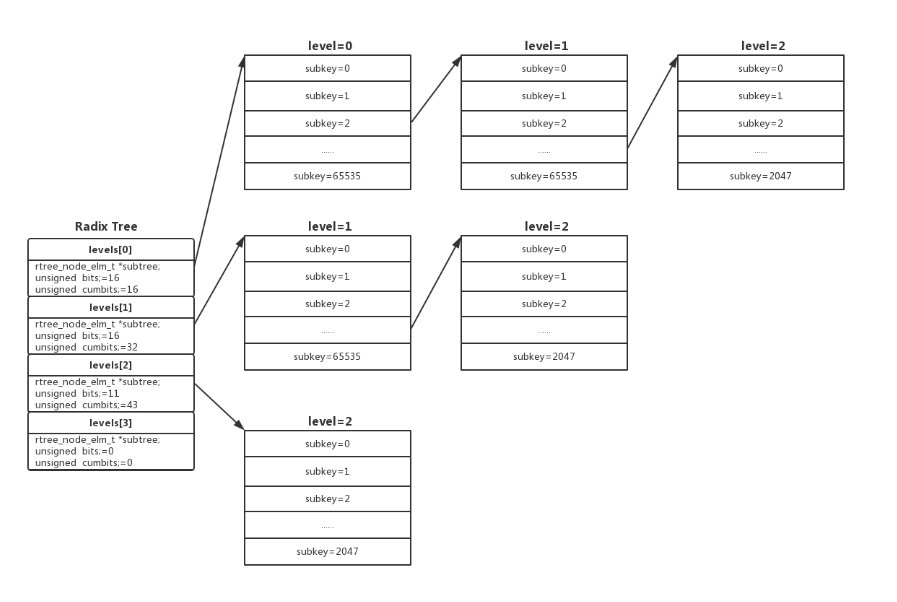 level=0
subkey=0
subkey=1
subkey=2
......
subkey=65535
level=1
subkey=0
subkey=1
subkey=2
......
subkey=65535
level=2
subkey=0
subkey=1
subkey=2
......
subkey=2047
Radix Tree
levels[0]
rtree_node_elm_t *subtree;
unsigned bits;=16
unsigned cumbits;=16
levels[1]
rtree_node_elm_t *subtree;
unsigned bits;=16
unsigned cumbits;=32
levels[2]
rtree_node_elm_t *subtree;
unsigned bits;=11
unsigned cumbits;=43
levels[3]
rtree_node_elm_t *subtree;
unsigned bits;=0
unsigned cumbits;=0
level=1
subkey=0
subkey=1
subkey=2
......
subkey=65535
level=2
subkey=0
subkey=1
subkey=2
......
subkey=2047
level=2
subkey=0
subkey=1
subkey=2
......
subkey=2047